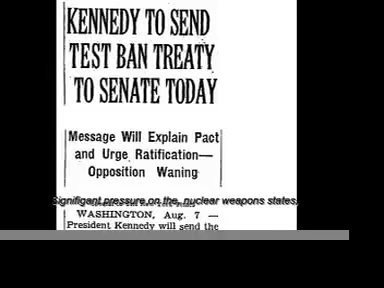 KENNEDY TO SEND
TEST BAN TREATY
TO SENATE TODAY
Message Will Explain Pact
and Urge Ratification—
Opposition Waning
Signifigant pressure on the nuclear weapons states.
WASHINGTON, Aug. 7 —
President Kennedy will send the